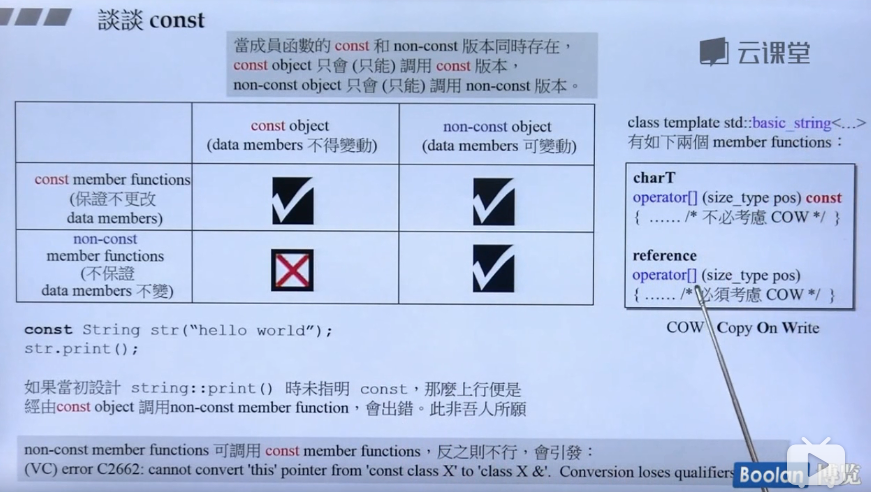 談談 const
當成員函數的 const 和 non-const 版本同時存在，
const object 只會 (只能) 調用 const 版本，
non-const object 只會 (只能) 調用 non-const 版本。
云课堂
const object
(data members 不得變動)
non-const object
(data members 可變動)
const member functions
(保證不更改
data members)
non-const
member functions
(不保證
data members 不變)
class template std::basic_string<…>
有如下兩個 member functions：
charT
operator[] (size_type pos) const
{ …… /* 不必考慮 COW */ }
reference
operator[] (size_type pos)
{ …… /* 必須考慮 COW */ }
COW Copy On Write
const String str(“hello world”);
str.print();
如果當初設計 string::print() 時未指明 const，那麼上行便是
經由const object 調用non-const member function，會出錯。此非吾人所願
non-const member functions 可調用 const member functions，反之則不行，會引發：
(VC) error C2662: cannot convert 'this' pointer from 'const class X' to 'class X &'. Conversion loses qualifiers
Boolan 博览